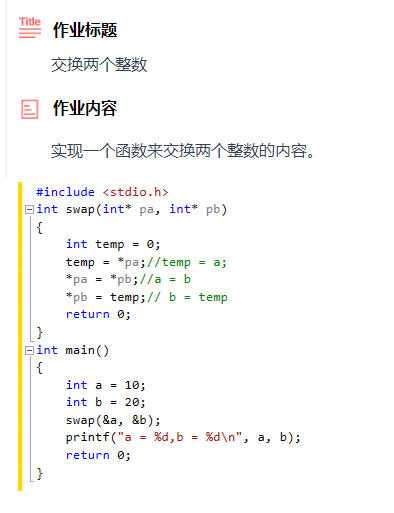 Title 作业标题
交换两个整数
作业内容
实现一个函数来交换两个整数的内容。
#include <stdio.h>
int swap(int* pa, int* pb)
{
    int temp = 0;
    temp = *pa;//temp = a;
    *pa = *pb;//a = b
    *pb = temp;// b = temp
    return 0;
}
int main()
{
    int a = 10;
    int b = 20;
    swap(&a, &b);
    printf("a = %d,b = %d\n", a, b);
    return 0;
}